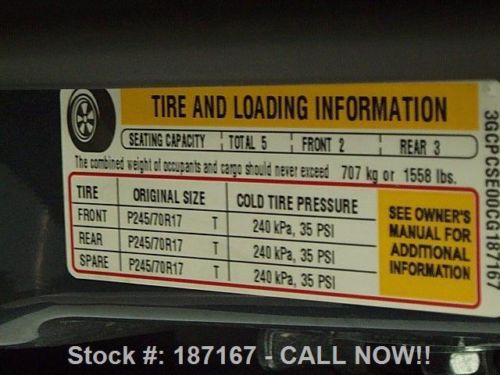 TIRE AND LOADING INFORMATION
SEATING CAPACITY TOTAL 5 FRONT 2 REAR 3
The combined weight of occupants and cargo should never exceed 707 kg or 1558 lbs.
TIRE ORIGINAL SIZE COLD TIRE PRESSURE
FRONT P245/70R17 T 240 kPa, 35 PSI
REAR P245/70R17 T 240 kPa, 35 PSI
SPARE P245/70R17 T 240 kPa, 35 PSI
SEE OWNER'S
MANUAL FOR
ADDITIONAL
INFORMATION
3GCPCSE00CG187167
Stock #: 187167 - CALL NOW!!